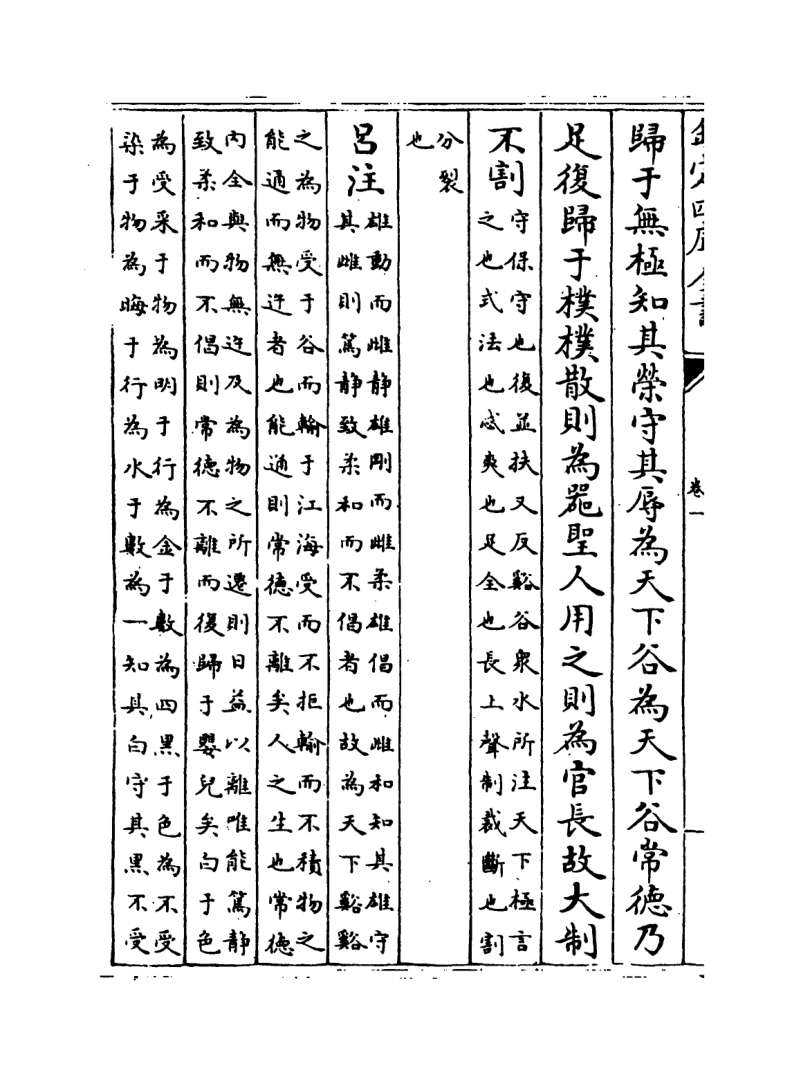 欽定四庫全書 卷一
歸于無極知其榮守其辱為天下谷為天下谷常德乃
足復歸于樸樸散則為器聖人用之則為官長故大制
不割
守保守也復並扶又反谿谷衆水所注天下極言
之也式法也忒爽也足全也長上聲制裁斷也割
分裂
也
呂注
雄動而雌静雄剛而雌柔雄倡而雌和知其雄守
其雌則篤静致柔和而不倡者也故為天下谿谿
之為物受于谷而輸于江海受而不拒輸而不積物之
能通而無迕者也能通則常德不離矣人之生也常德
内全與物無迕及為物之所遷則日益以離唯能篤静
致柔和而不倡則常德不離而復歸于嬰兒矣白于色
為受采于物為明于行為金于數為四黑于色為不受
染于物為晦于行為水于數為一知其白守其黑不受